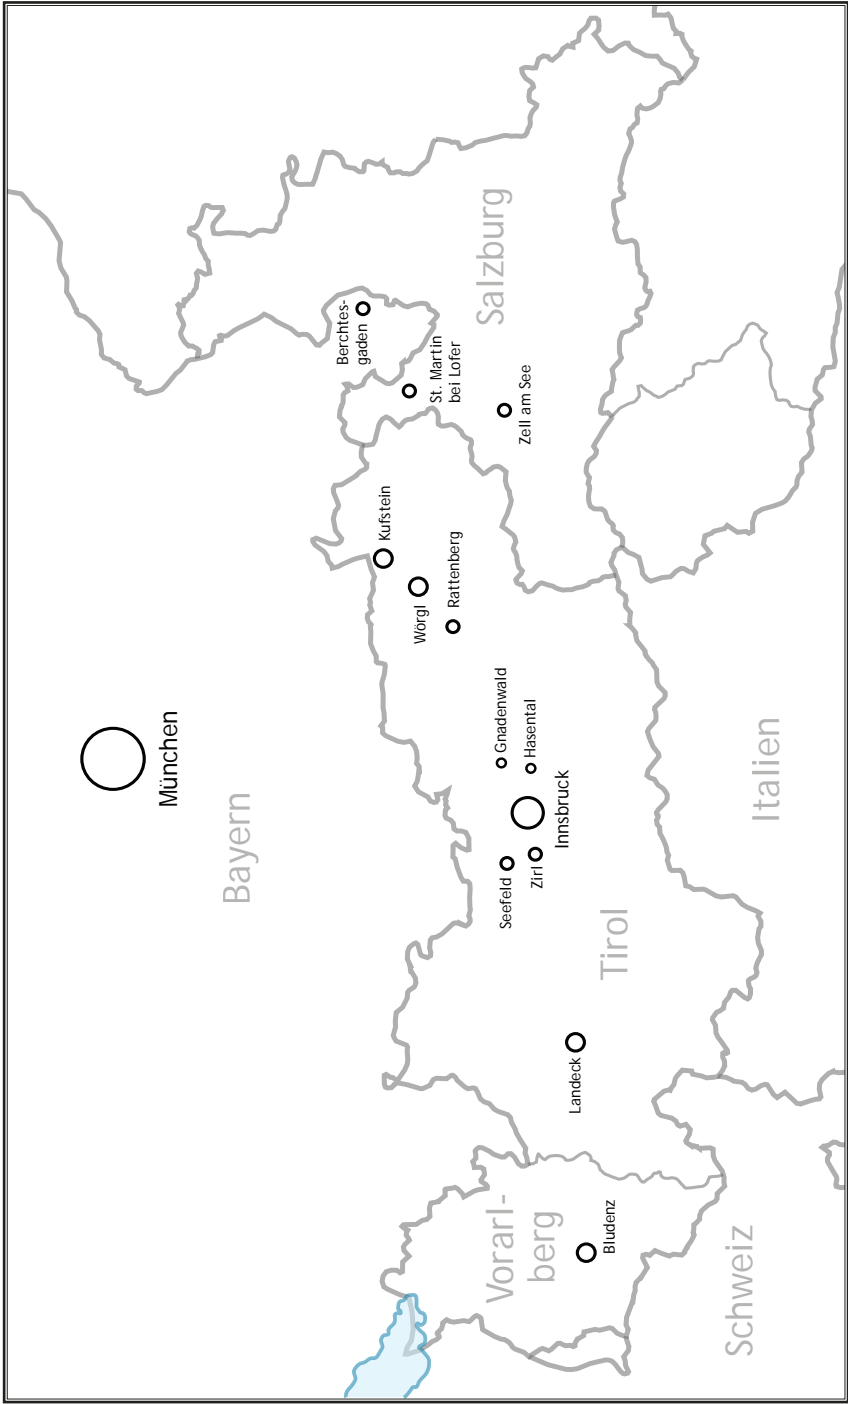 München
Bayern
Berchtes-
gaden
St. Martin
bei Lofer
Salzburg
Zell am See
Kufstein
Wörgl
Rattenberg
Gnadenwald
Hasental
Innsbruck
Seefeld
Zirl
Tirol
Landeck
Italien
Vorarl-
berg
Bludenz
Schweiz